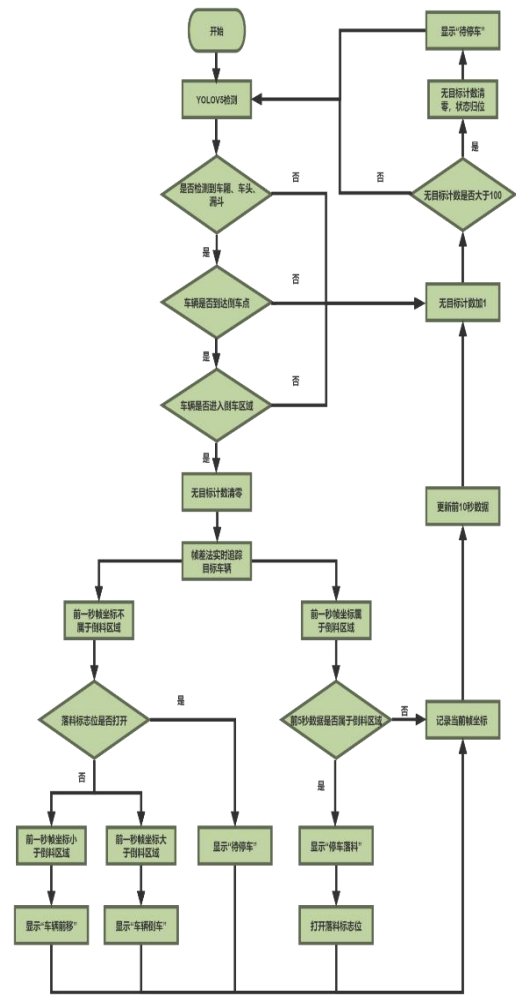 开始
显示“待停车”
YOLOV5检测
无目标计数清
零，状态归位
是
是否检测到车厢、车头、
漏斗
否
否
无目标计数是否大于100
是
车辆是否到达倒车点
否
无目标计数加1
是
车辆是否进入倒车区域
否
是
无目标计数清零
更新前10秒数据
帧差法实时追踪
目标车辆
前一秒帧坐标不
属于倒料区域
前一秒帧坐标属
于倒料区域
落料标志位是否打开
是
前5秒数据是否属于倒料区域
否
记录当前帧坐标
否
是
前一秒帧坐标小
于倒料区域
前一秒帧坐标大
于倒料区域
显示“待停车”
显示“停车落料”
显示“车辆前移”
显示“车辆倒车”
打开落料标志位